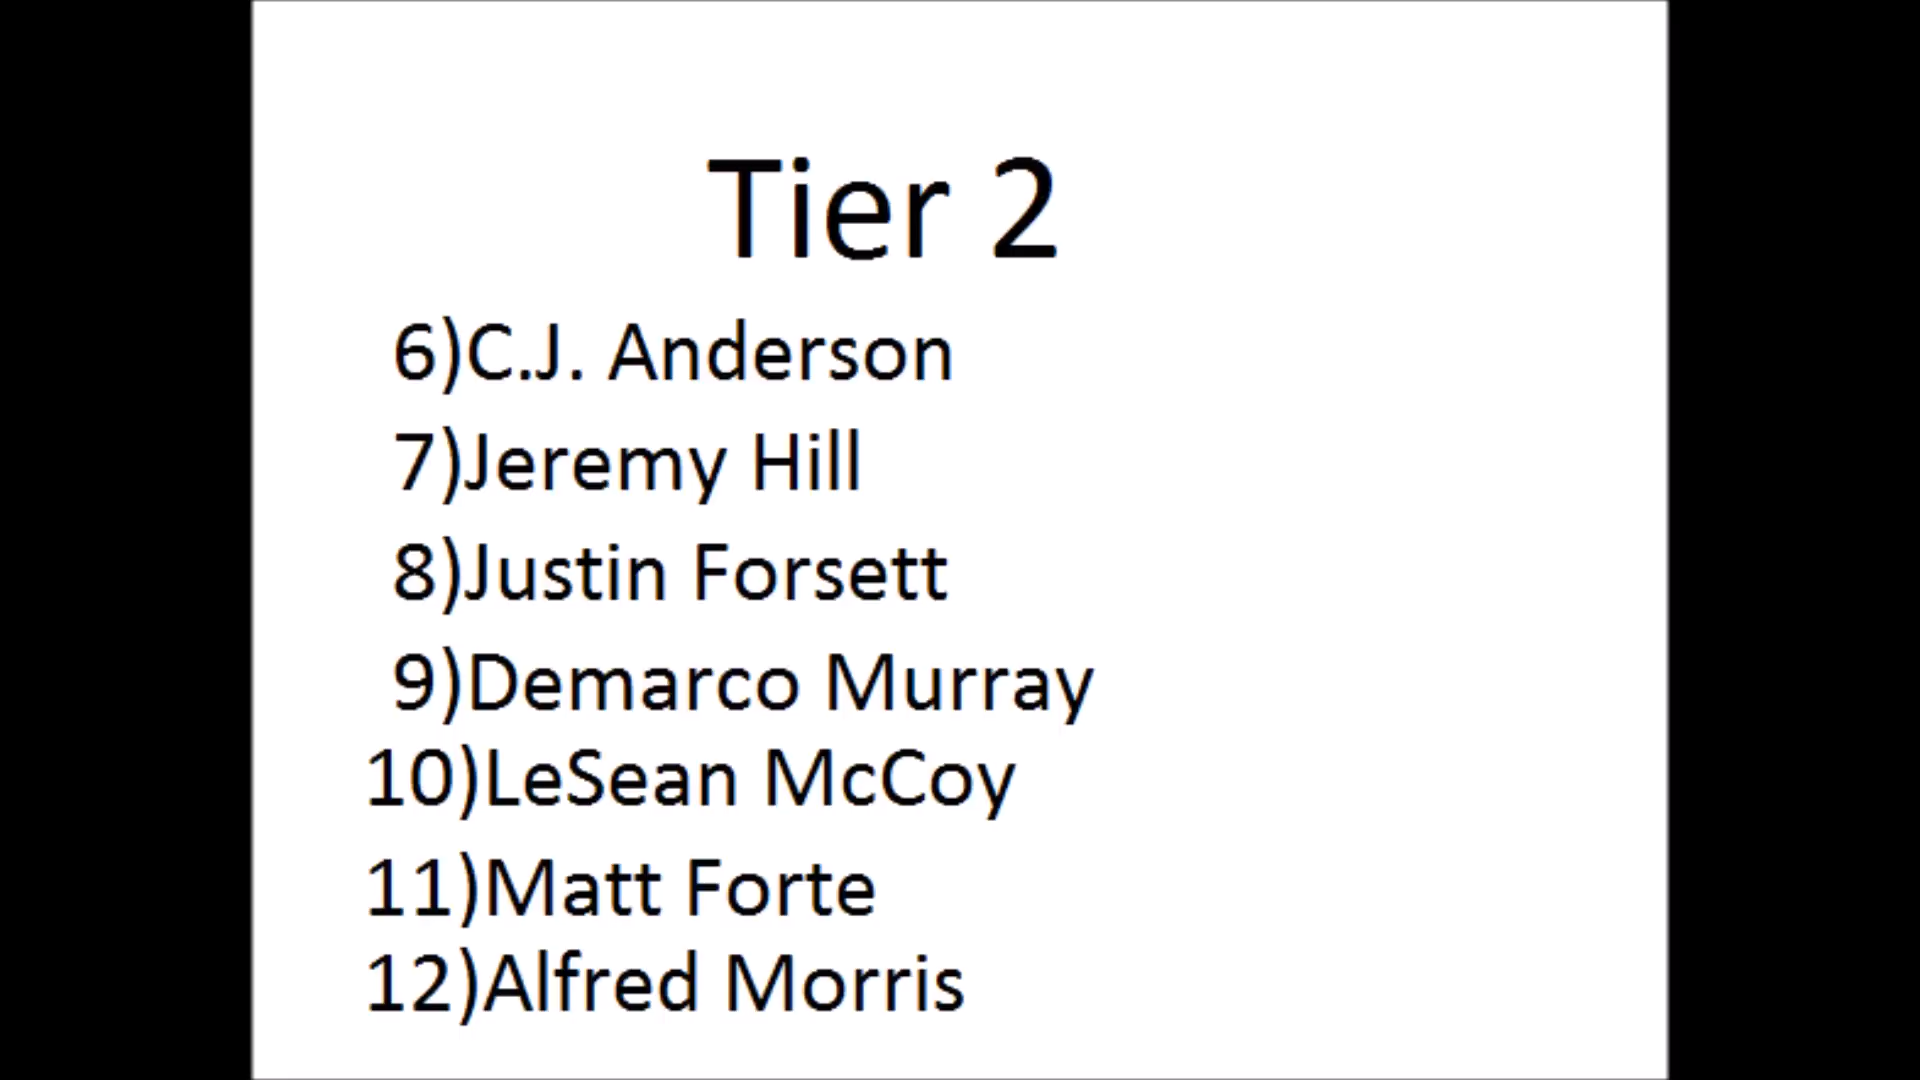 Tier 2
6)C.J. Anderson
7)Jeremy Hill
8)Justin Forsett
9)Demarco Murray
10)LeSean McCoy
11)Matt Forte
12)Alfred Morris